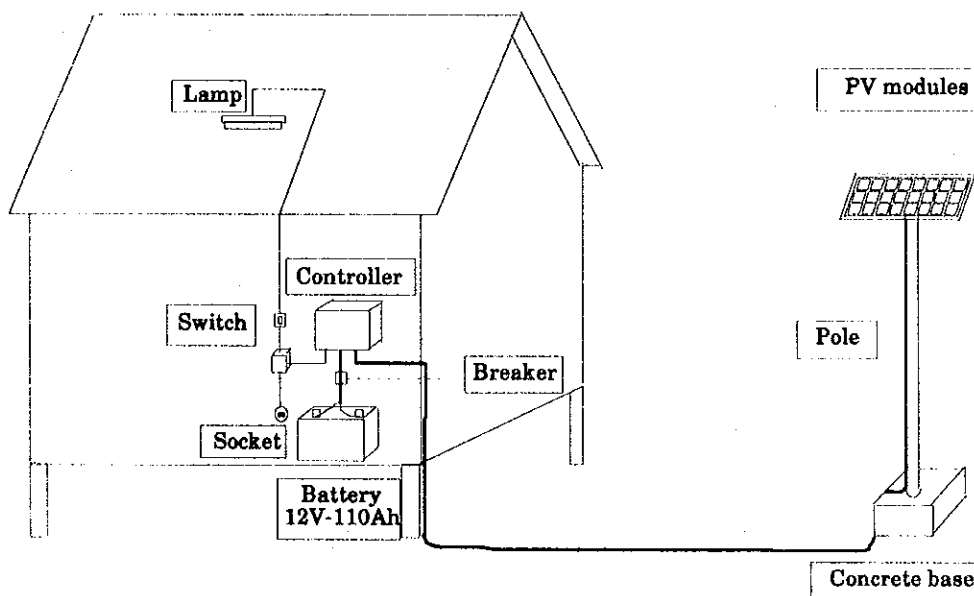 Lamp
PV modules
Controller
Switch
Pole
Breaker
Socket
Battery
12V-110Ah
Concrete base